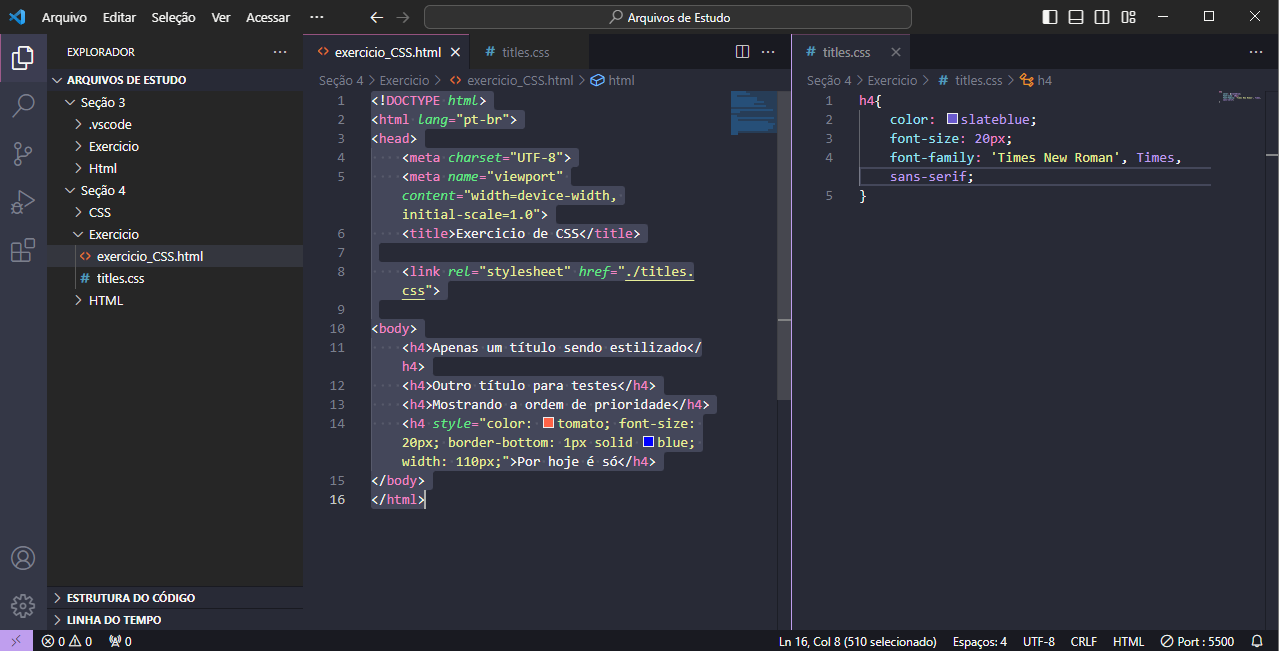 Arquivo Editar Seleção Ver Acessar ···
Arquivos de Estudo
EXPLORADOR ···
ARQUIVOS DE ESTUDO
Seção 3
.vscode
Exercicio
Html
Seção 4
CSS
Exercicio
<> exercicio_CSS.html
# titles.css
HTML
ESTRUTURA DO CÓDIGO
LINHA DO TEMPO
<> exercicio_CSS.html # titles.css ···
Seção 4 > Exercicio > <> exercicio_CSS.html > html
1 <!DOCTYPE html>
2 <html lang="pt-br">
3 <head>
4 <meta charset="UTF-8">
5 <meta name="viewport"
content="width=device-width,
initial-scale=1.0">
6 <title>Exercicio de CSS</title>
7
8 <link rel="stylesheet" href="./titles.
css">
9
10 <body>
11 <h4>Apenas um título sendo estilizado</
h4>
12 <h4>Outro título para testes</h4>
13 <h4>Mostrando a ordem de prioridade</h4>
14 <h4 style="color: tomato; font-size:
20px; border-bottom: 1px solid blue;
width: 110px;">Por hoje é só</h4>
15 </body>
16 </html>
# titles.css ···
Seção 4 > Exercicio > # titles.css > h4
1 h4{
2 color: slateblue;
3 font-size: 20px;
4 font-family: 'Times New Roman', Times,
sans-serif;
5 }
0 0 0 Ln 16, Col 8 (510 selecionado) Espaços: 4 UTF-8 CRLF HTML Port : 5500